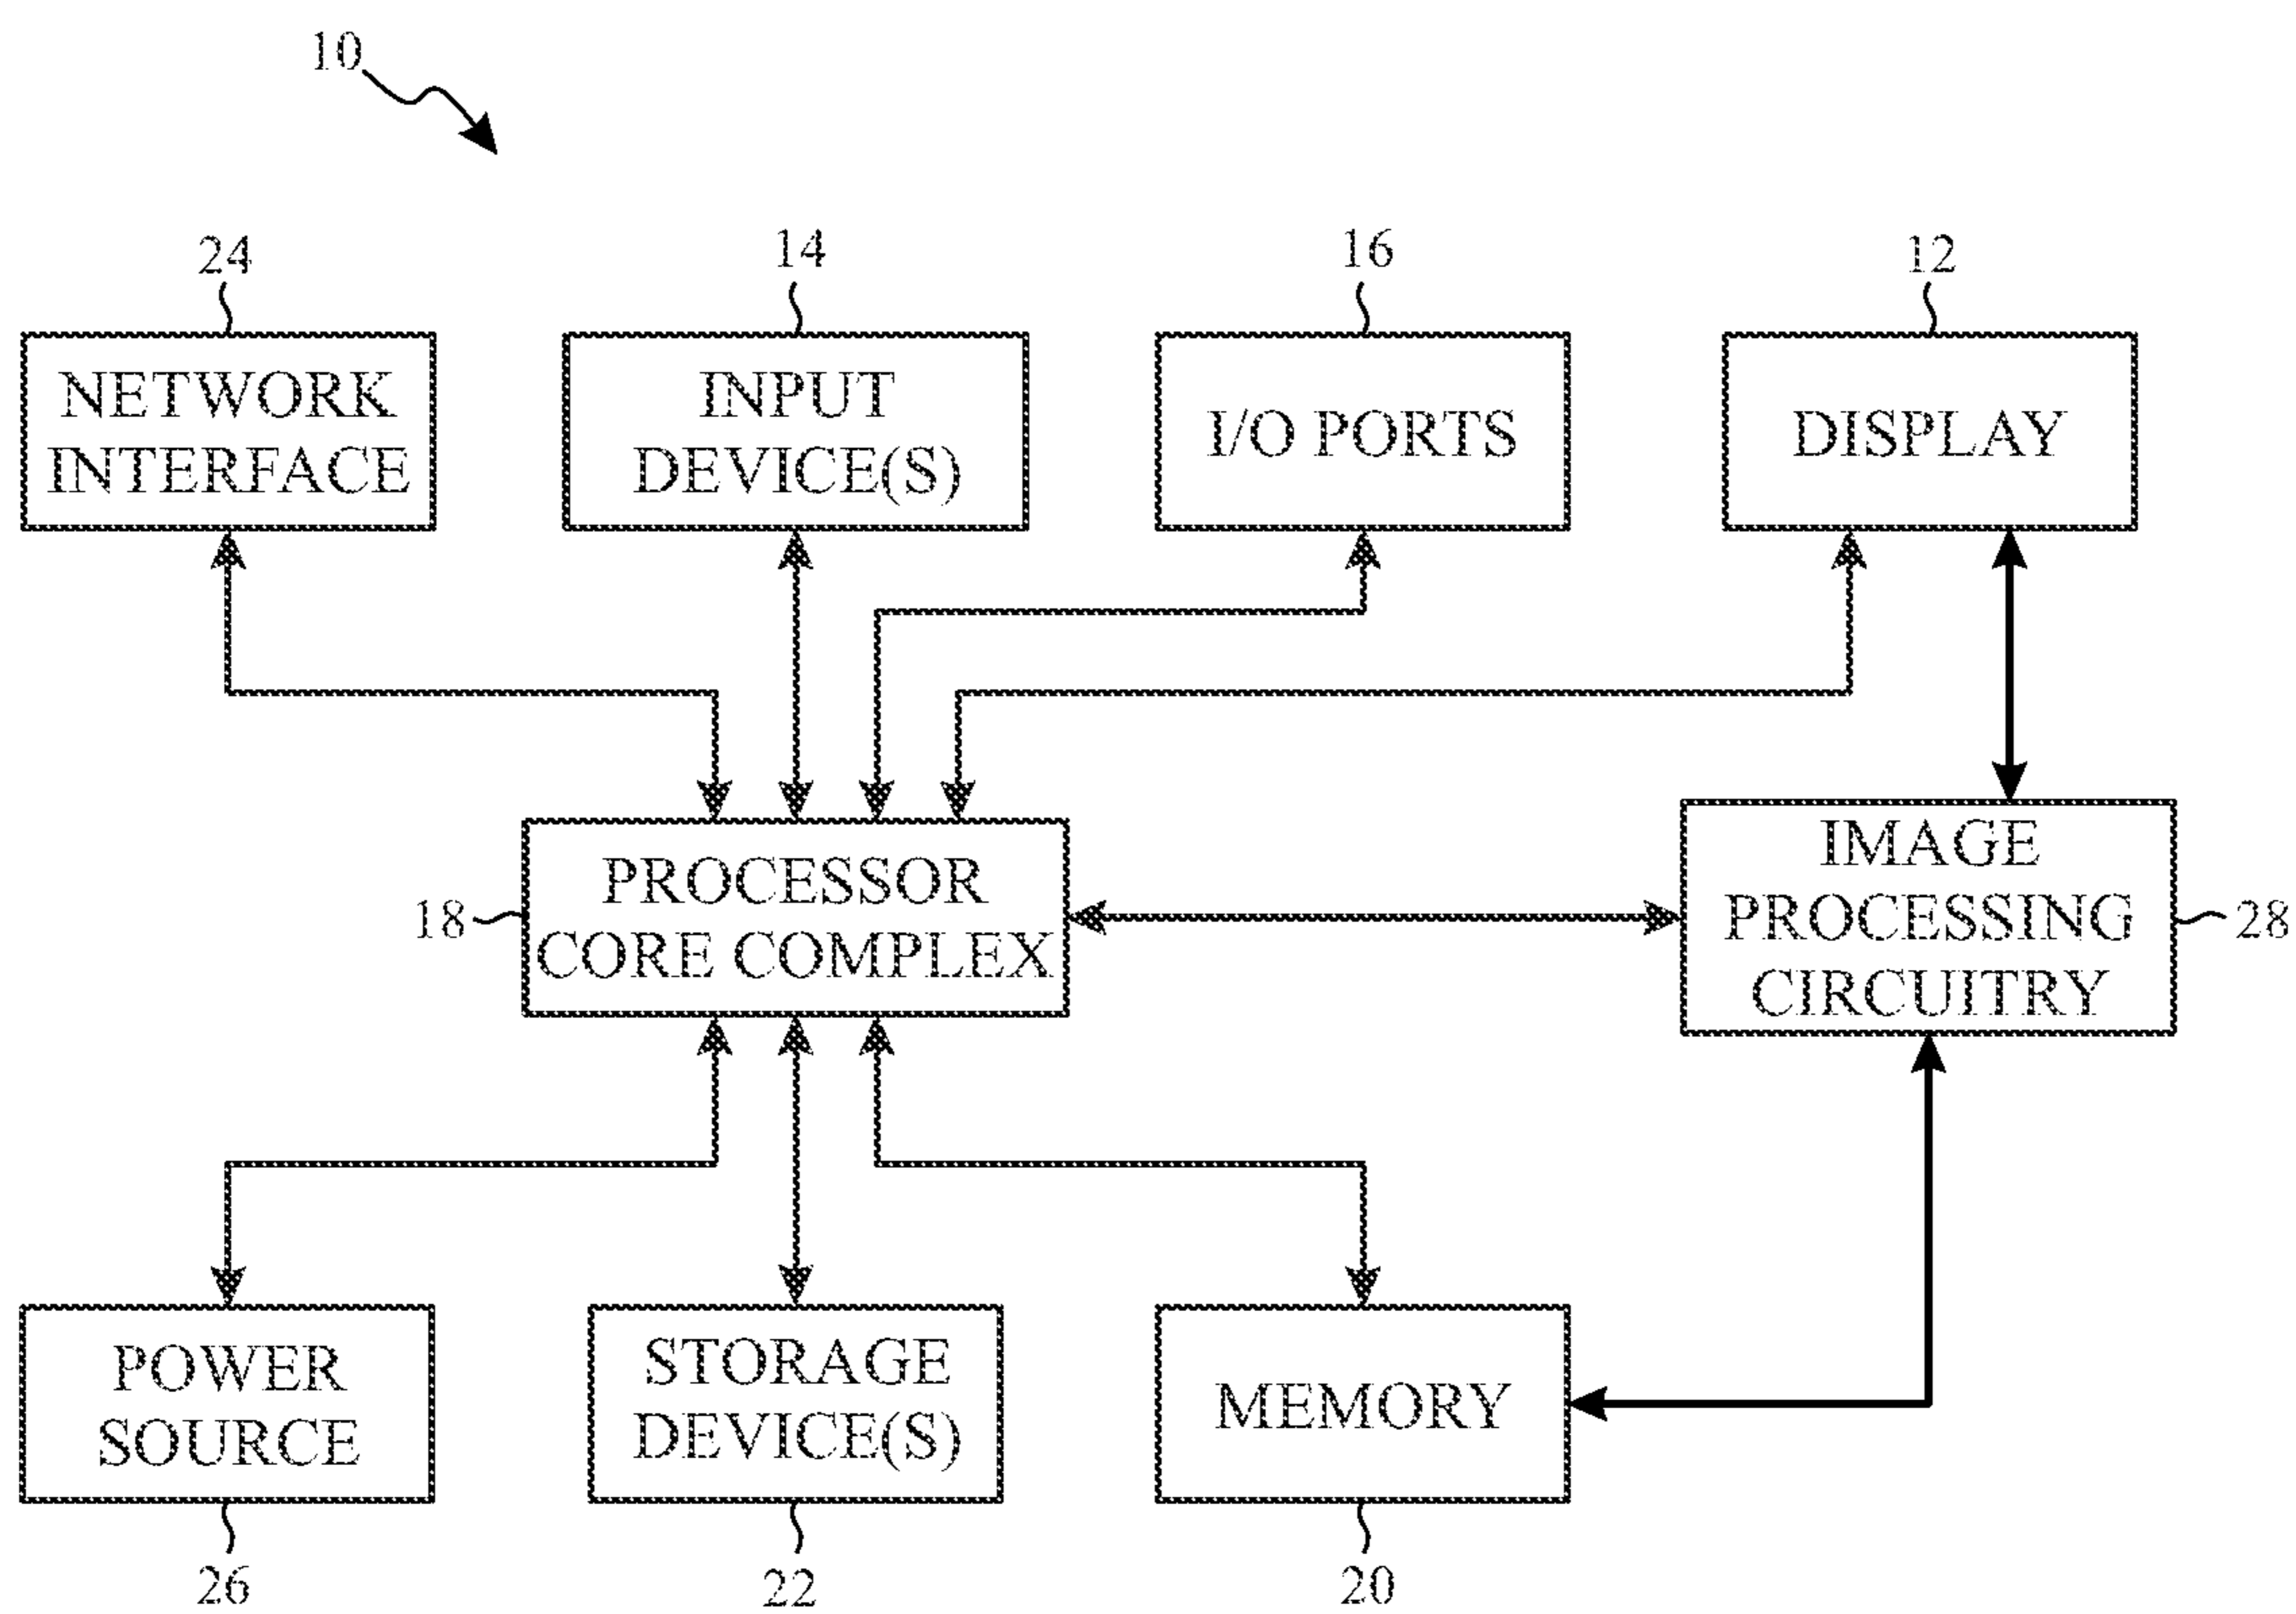 10
24
14
16
12
NETWORK
INTERFACE
INPUT
DEVICE(S)
I/O PORTS
DISPLAY
18
PROCESSOR
CORE COMPLEX
IMAGE
PROCESSING
CIRCUITRY
28
POWER
SOURCE
STORAGE
DEVICE(S)
MEMORY
26
22
20